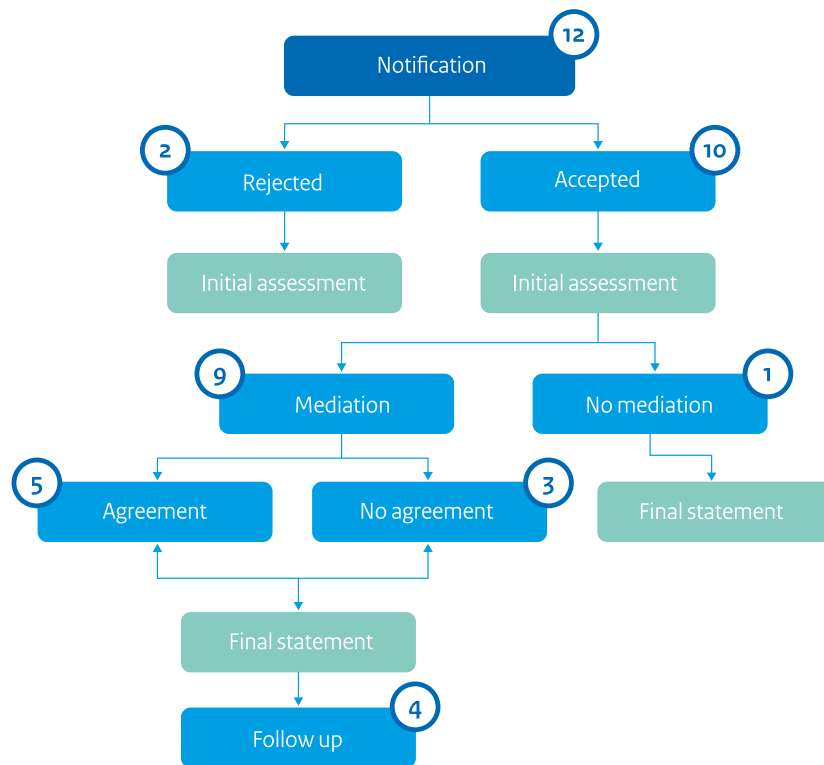 12
Notification
2
10
Rejected
Accepted
Initial assessment
Initial assessment
9
1
Mediation
No mediation
5
3
Agreement
No agreement
Final statement
Final statement
4
Follow up